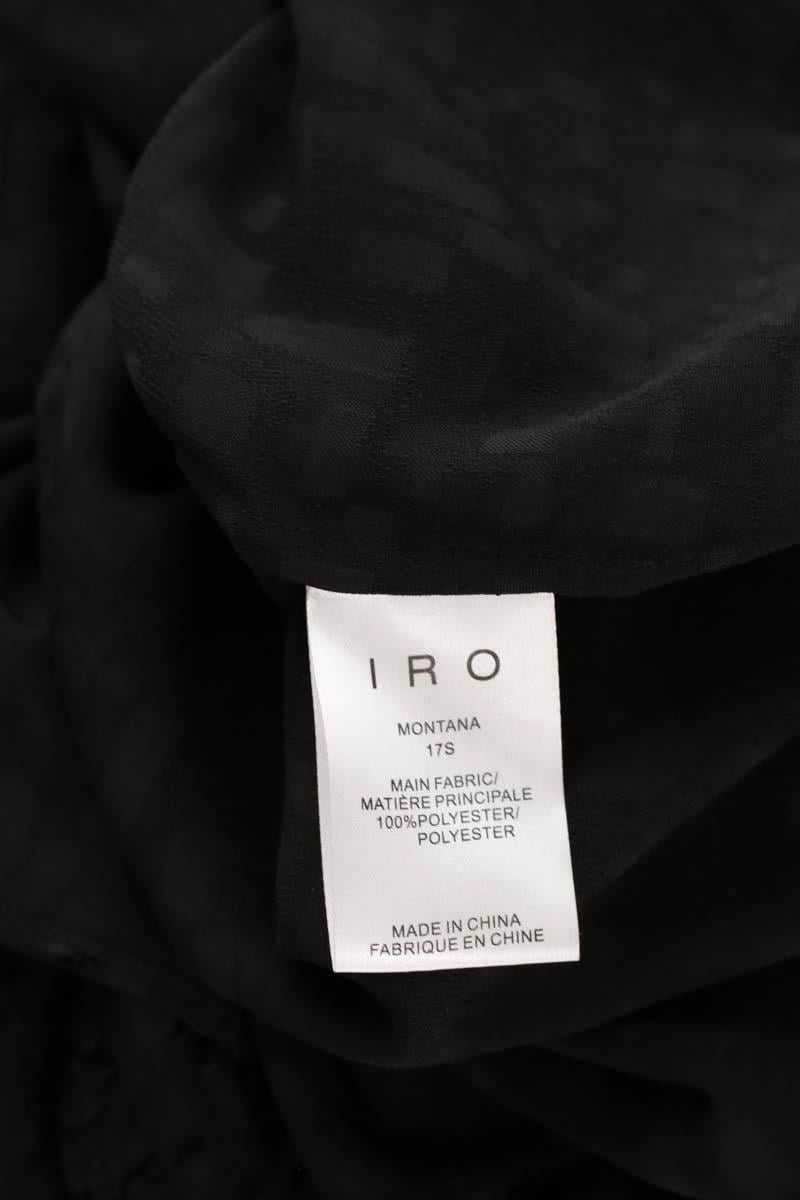 IRO
MONTANA
17S
MAIN FABRIC/
MATIÈRE PRINCIPALE
100%POLYESTER/
POLYESTER
MADE IN CHINA
FABRIQUE EN CHINE